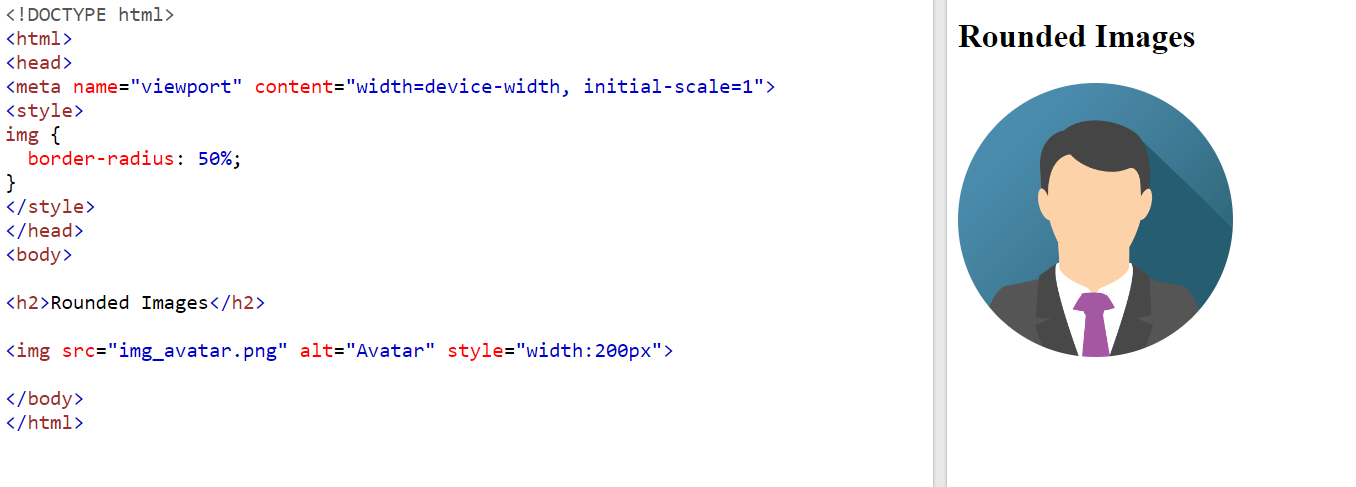 <!DOCTYPE html>
<html>
<head>
<meta name="viewport" content="width=device-width, initial-scale=1">
<style>
img {
  border-radius: 50%;
}
</style>
</head>
<body>

<h2>Rounded Images</h2>

<img src="img_avatar.png" alt="Avatar" style="width:200px">

</body>
</html>
Rounded Images